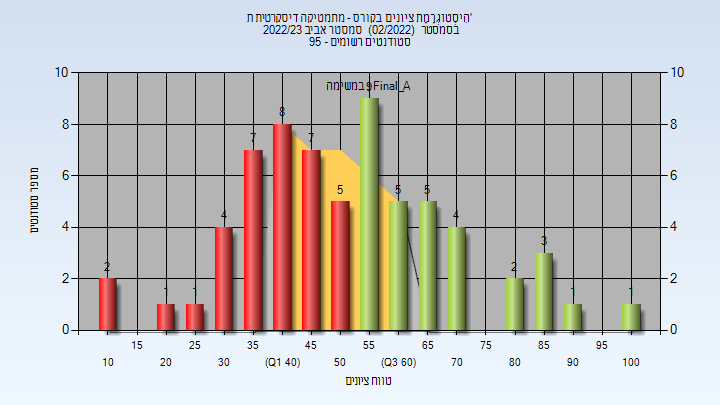 היסטוגרמת ציונים בקורס - מתמטיקה דיסקרטית ת'
בסמסטר (02/2022) סמסטר אביב 2022/23
סטודנטים רשומים - 95
במשימה Final_A
10 10
8 8
6 6
4 4
2 2
0 0
מספר סטודנטים
2 1 1 4 7 8 7 5 9 5 5 4 2 3 1 1
15 25 35 45 55 65 75 85 95
10 20 30 (Q1 40) 50 (Q3 60) 70 80 90 100
טווח ציונים